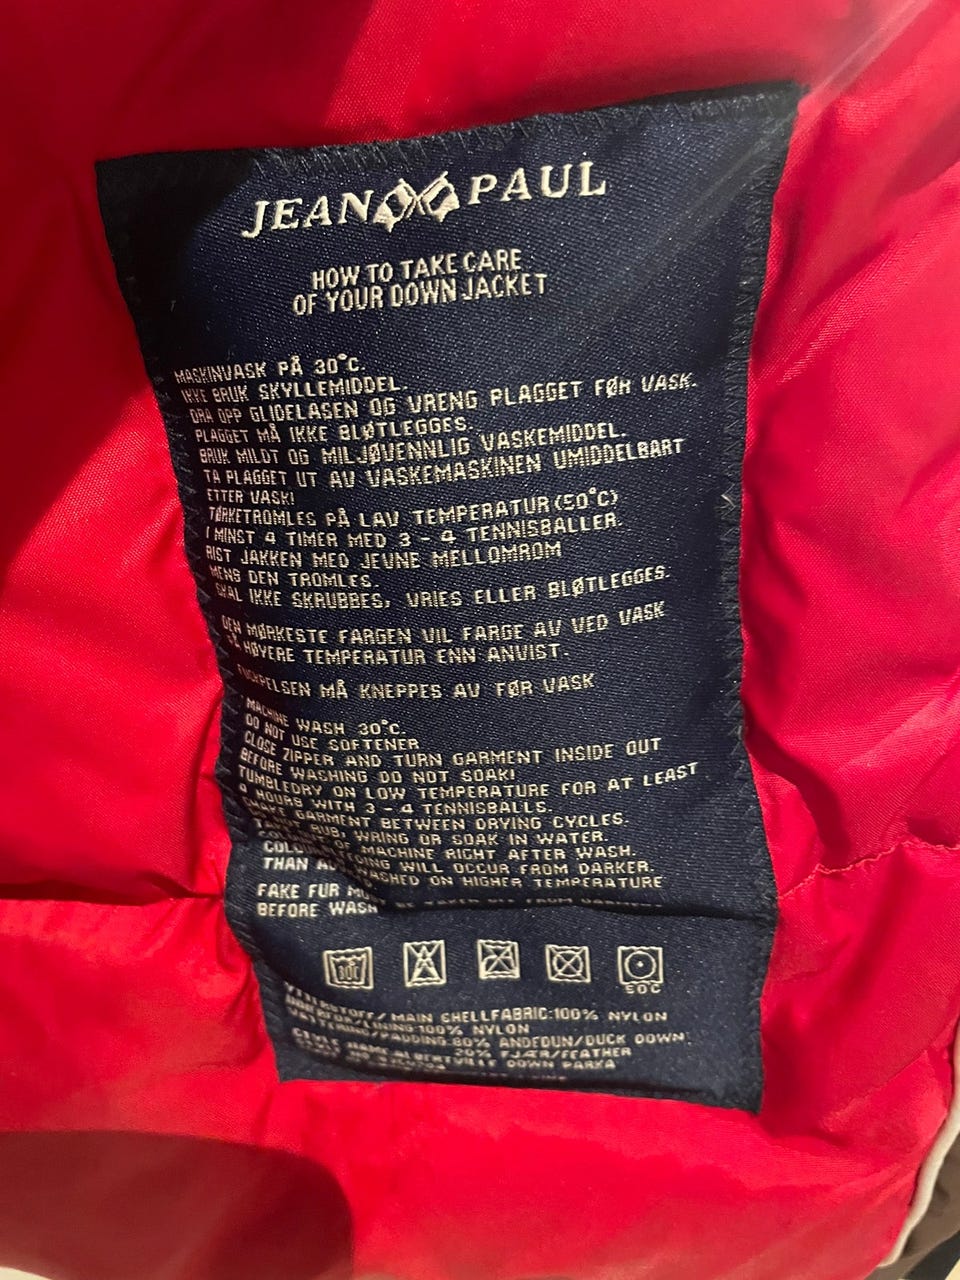 JEAN PAUL
HOW TO TAKE CARE
OF YOUR DOWN JACKET
MASKINVASK PÅ 30°C.
IKKE BRUK SKYLLEMIDDEL.
DRA OPP GLIDELÅSEN OG VRENG PLAGGET FØR VASK.
PLAGGET MÅ IKKE BLØTLEGGES.
BRUK MILDT OG MILJØVENNLIG VASKEMIDDEL.
TA PLAGGET UT AV VASKEMASKINEN UMIDDELBART
ETTER VASK!
TØRKETROMLES PÅ LAV TEMPERATUR (50°C)
I MINST 4 TIMER MED 3 - 4 TENNISBALLER.
RIST JAKKEN MED JEVNE MELLOMROM
MENS DEN TROMLES.
SKAL IKKE SKRUBBES, VRIES ELLER BLØTLEGGES.
DEN MØRKESTE FARGEN VIL FARGE AV VED VASK
PÅ HØYERE TEMPERATUR ENN ANVIST.
MÅ KNEPPES AV FØR VASK
MACHINE WASH 30°C.
DO NOT USE SOFTENER
CLOSE ZIPPER AND TURN GARMENT INSIDE OUT
BEFORE WASHING DO NOT SOAK!
TUMBLEDRY ON LOW TEMPERATURE FOR AT LEAST
4 HOURS WITH 3 - 4 TENNISBALLS.
SHAKE GARMENT BETWEEN DRYING CYCLES.
RUB, WRING OR SOAK IN WATER.
OF MACHINE RIGHT AFTER WASH.
WILL OCCUR FROM DARKER.
THAN WASHED ON HIGHER TEMPERATURE
FAKE FUR BE TAKEN OFF FROM
BEFORE WASH
30°C
50C
MAIN SHELLFABRIC:100% NYLON
100% NYLON
PADDING 80% ANDEDUN/DUCK DOWN
20% FJÆR/FEATHER
DOWN PARKA